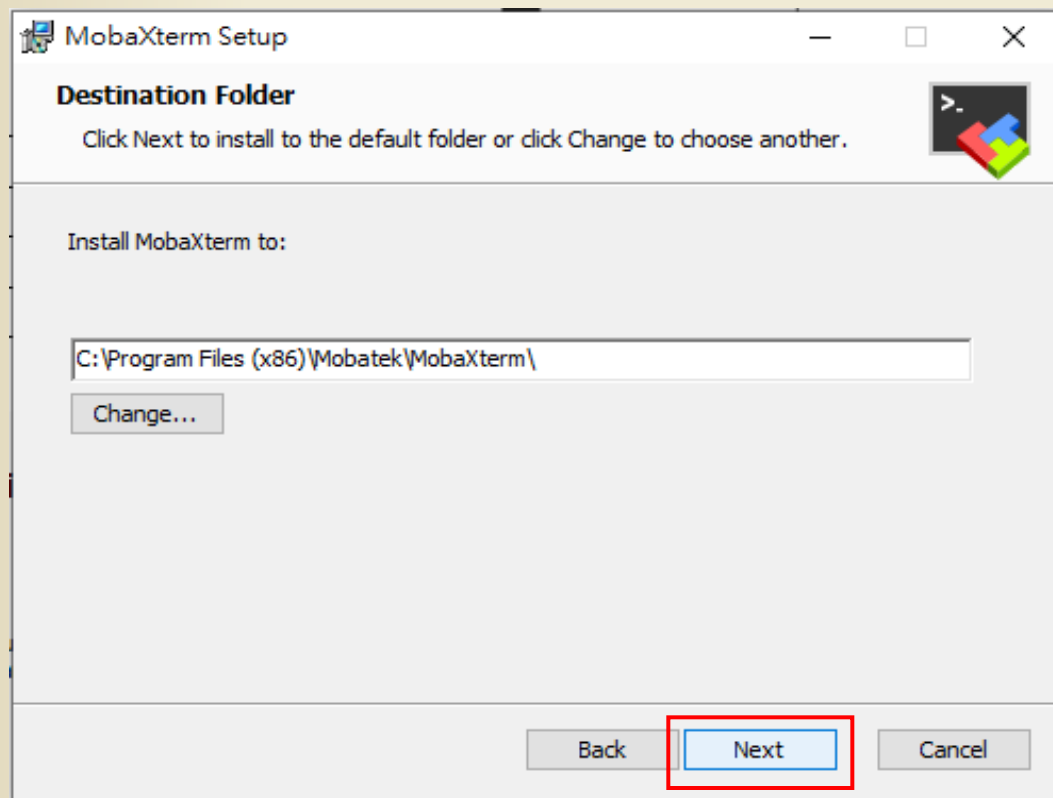 MobaXterm Setup
Destination Folder
Click Next to install to the default folder or click Change to choose another.
>_
Install MobaXterm to:
C:\Program Files (x86)\Mobatek\MobaXterm\
Change...
Back Next Cancel